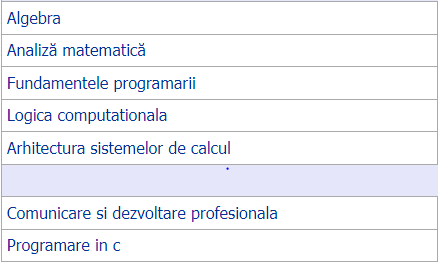 Algebra
Analiză matematică
Fundamentele programarii
Logica computationala
Arhitectura sistemelor de calcul
Comunicare si dezvoltare profesionala
Programare in c